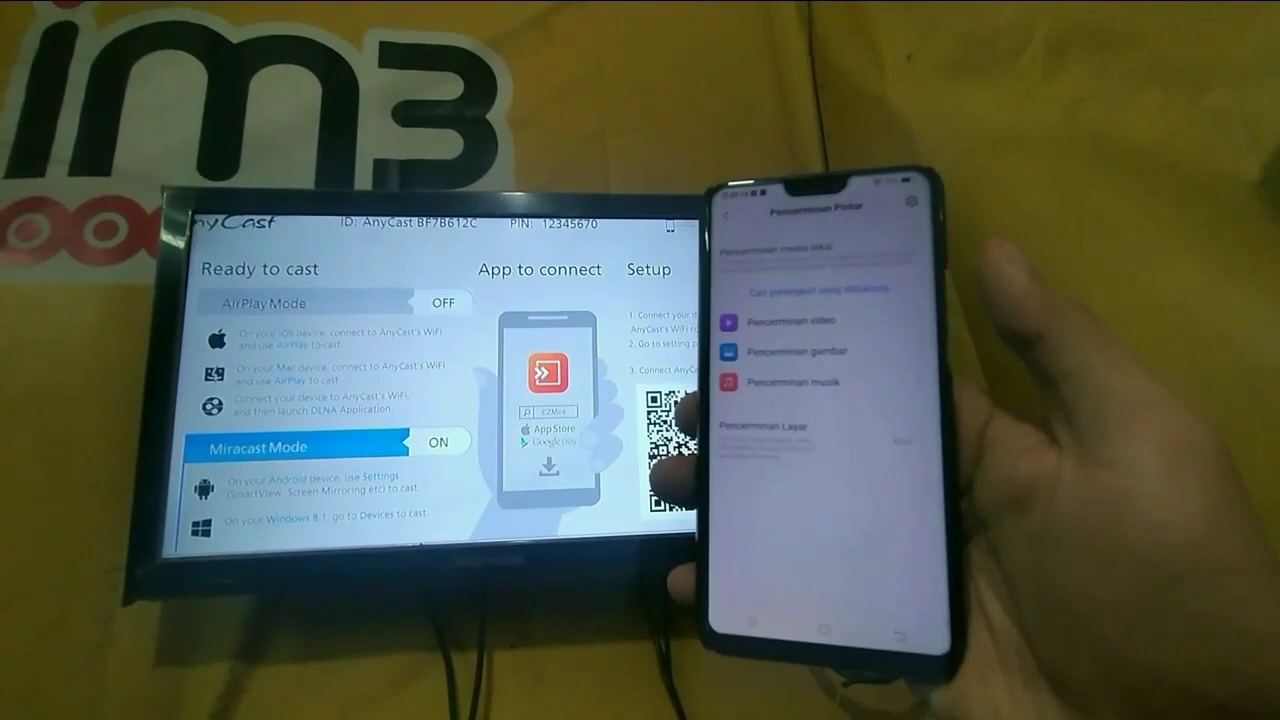 im3
nyCast
ID: AnyCast BF7B612C
PIN: 12345670
Ready to cast
AirPlay Mode
OFF
On your IOS device, connect to AnyCast's WiFi
and use AirPlay to cast.
On your Mac device, connect to AnyCast's WiFi
and use AirPlay to cast.
Connect your device to AnyCast's WiFi,
and then launch DLNA Application.
Miracast Mode
ON
On your Android device, use Settings
(SmartView, Screen Mirroring etc) to cast.
On your Windows 8.1, go to Devices to cast.
App to connect
EZMira
App Store
Google play
Setup
1. Connect your d
AnyCast's WiFi ro
2. Go to setting p
3. Connect AnyCa
Pencerminan Pintar
Pencerminan media lokal
Cari perangkat yang didukung
Pencerminan video
Pencerminan gambar
Pencerminan musik
Pencerminan Layar